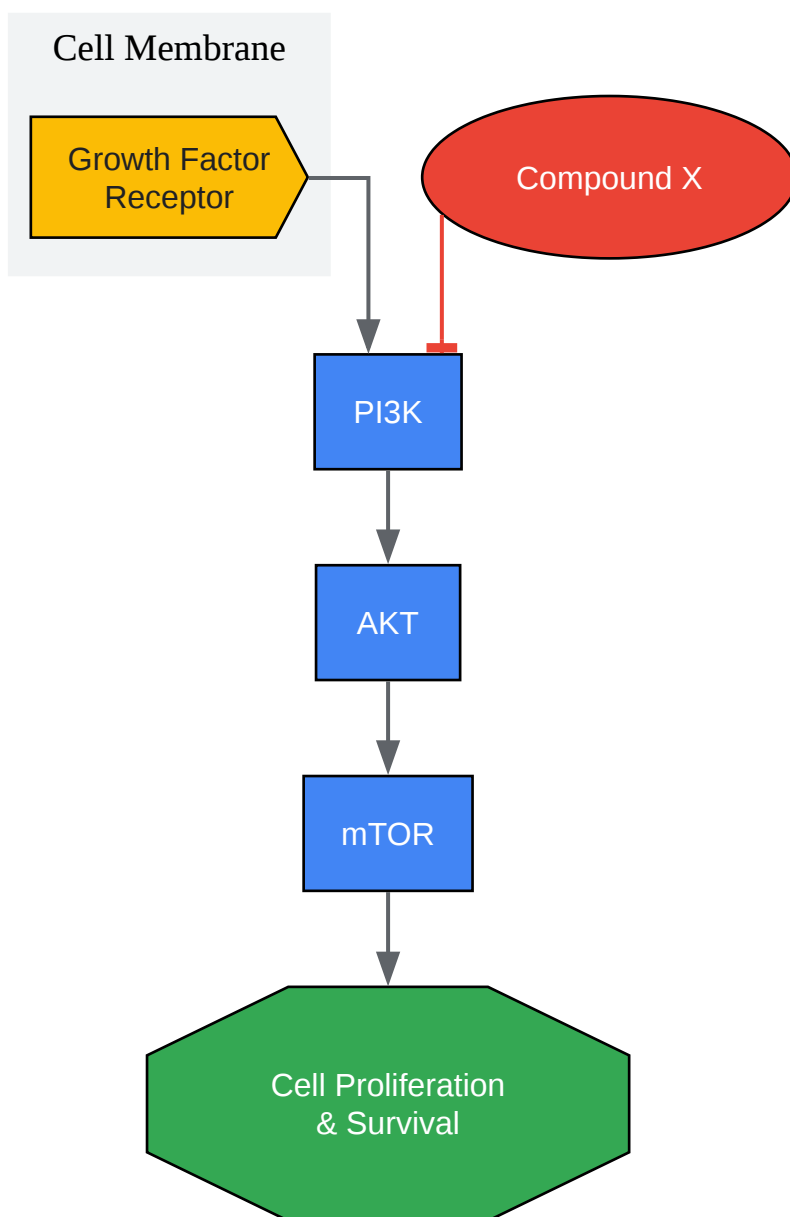 Cell Membrane
Growth Factor
Receptor
Compound X
PI3K
AKT
mTOR
Cell Proliferation
& Survival